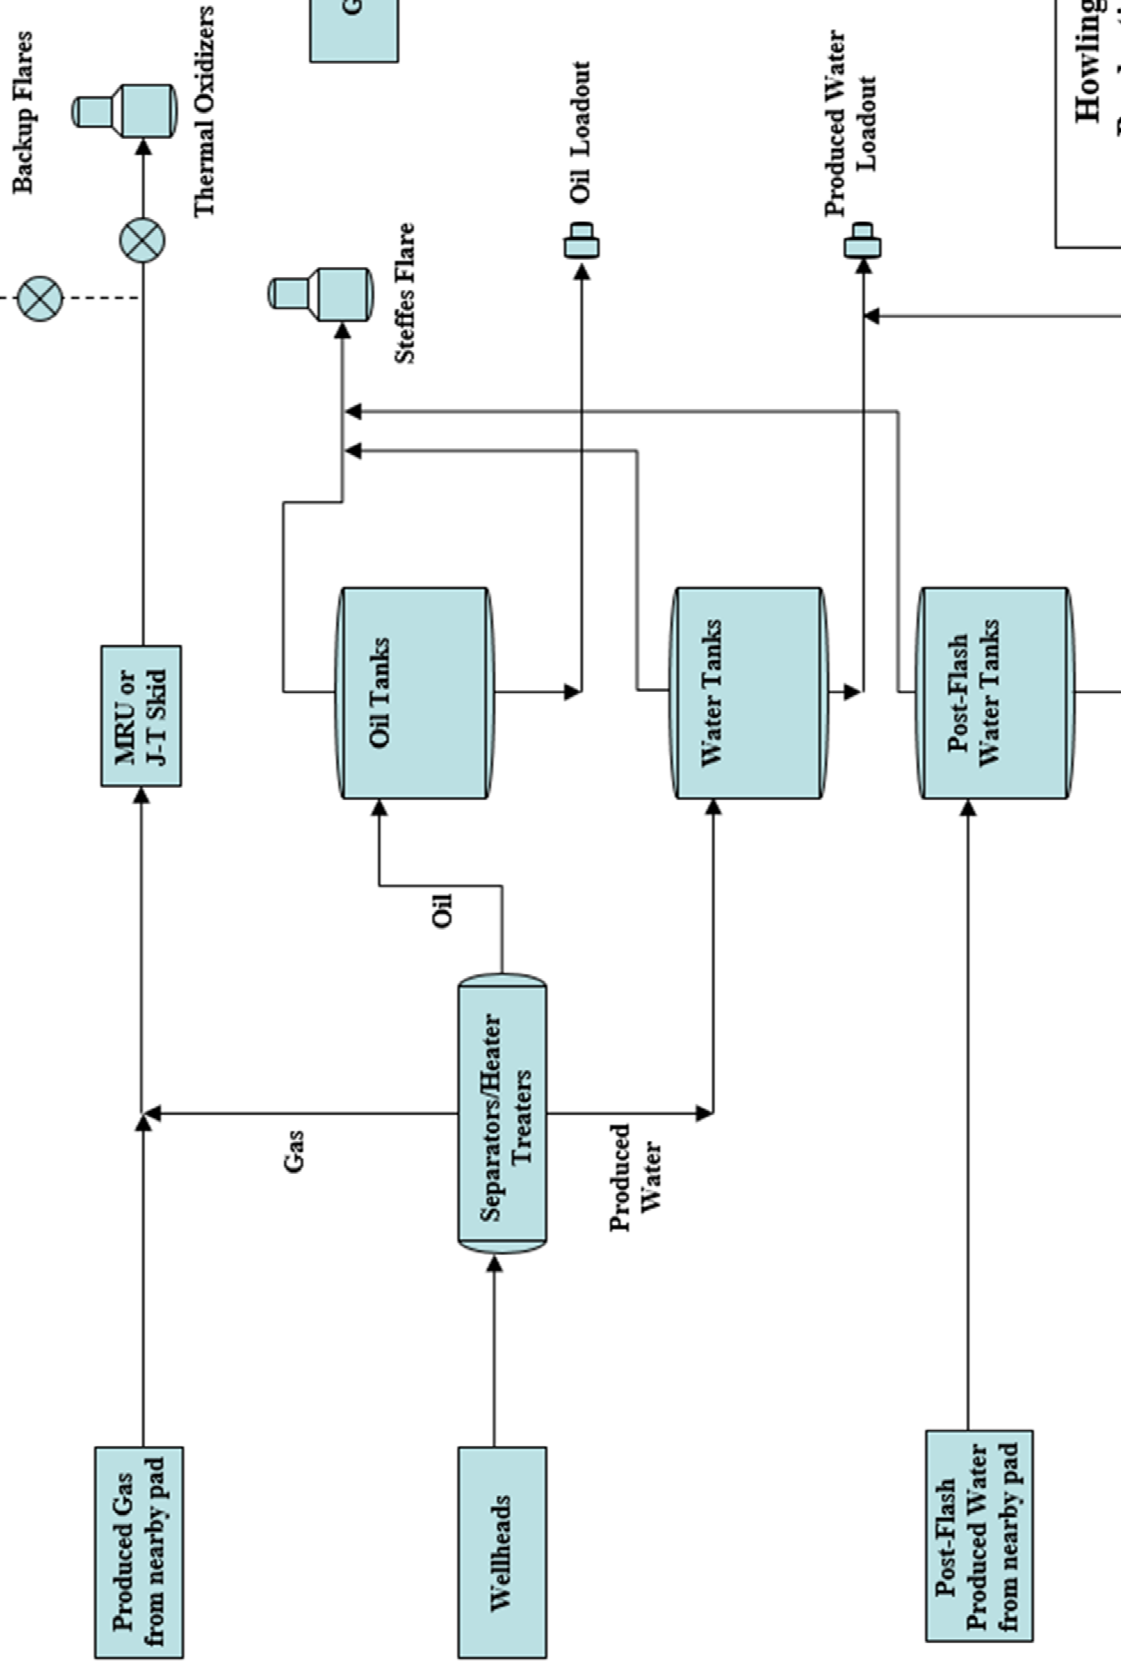 Backup Flares
Thermal Oxidizers
G
Steffes Flare
Oil Loadout
Produced Water
Loadout
Howling
MRU or
J-T Skid
Oil Tanks
Water Tanks
Post-Flash
Water Tanks
Oil
Gas
Separators/Heater
Treaters
Produced
Water
Produced Gas
from nearby pad
Wellheads
Post-Flash
Produced Water
from nearby pad